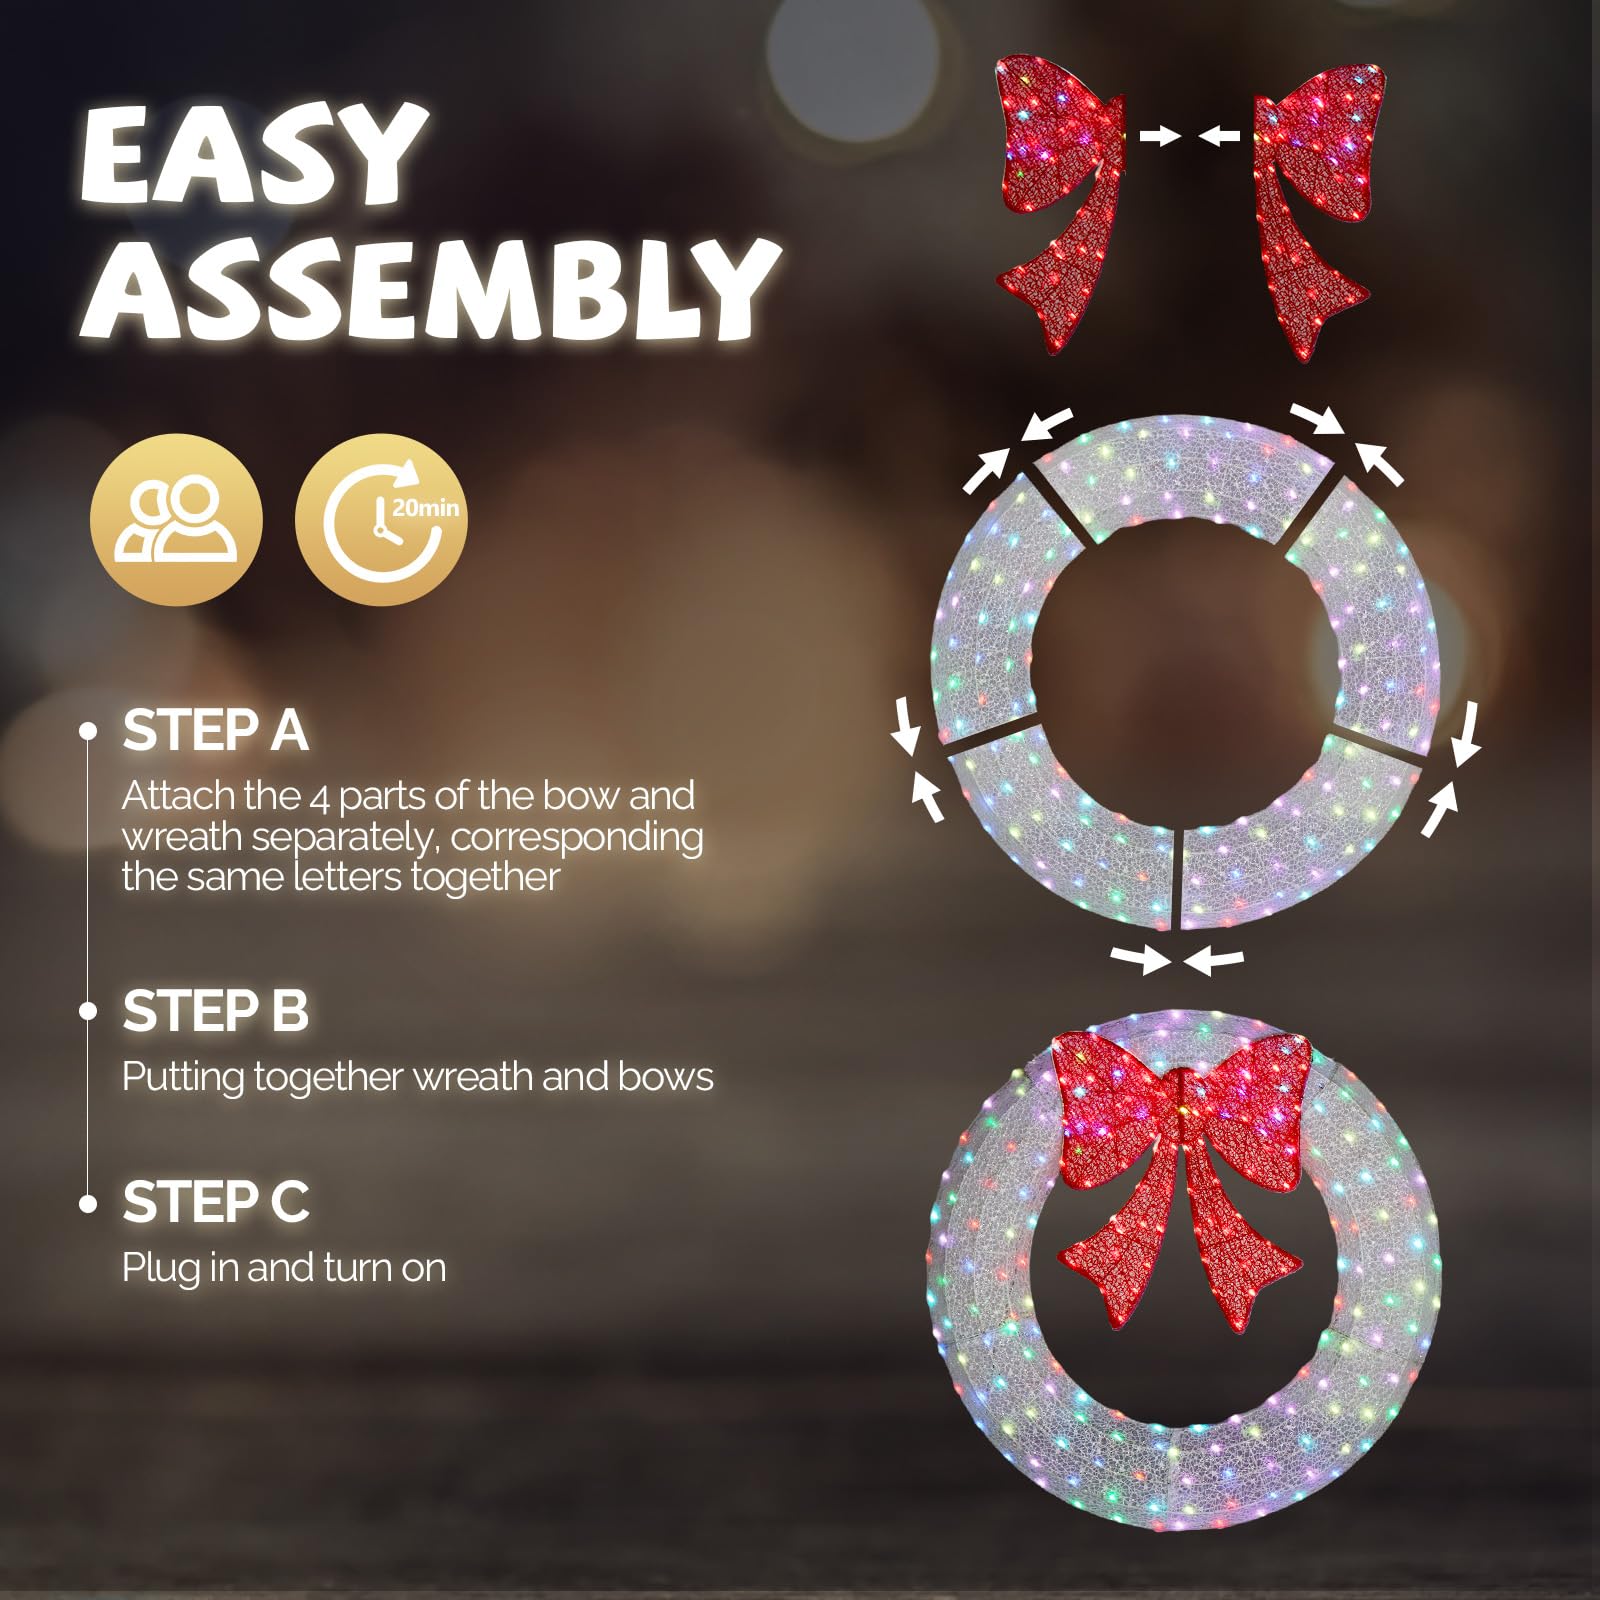 EASY
ASSEMBLY
20min
STEP A
Attach the 4 parts of the bow and
wreath separately, corresponding
the same letters together
STEP B
Putting together wreath and bows
STEP C
Plug in and turn on